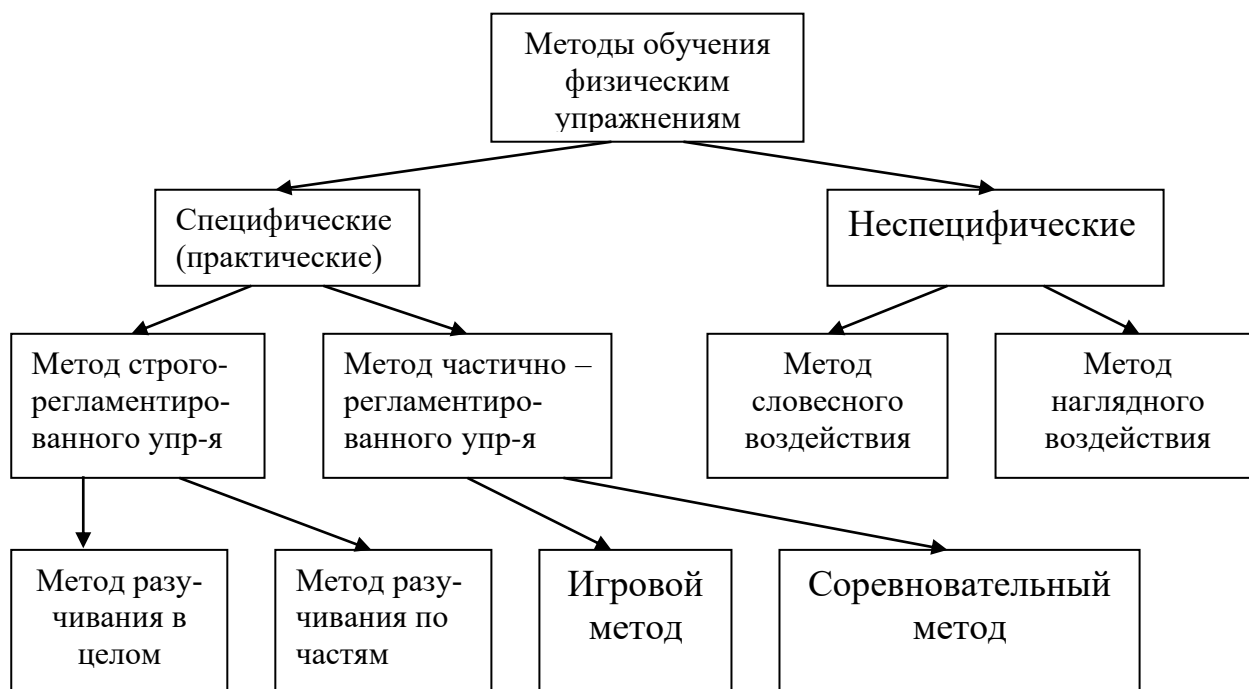 Методы обучения
физическим
упражнениям
Специфические
(практические)
Неспецифические
Метод строго-
регламентиро-
ванного упр-я
Метод частично –
регламентиро-
ванного упр-я
Метод
словесного
воздействия
Метод
наглядного
воздействия
Метод разу-
чивания в
целом
Метод разу-
чивания по
частям
Игровой
метод
Соревновательный
метод